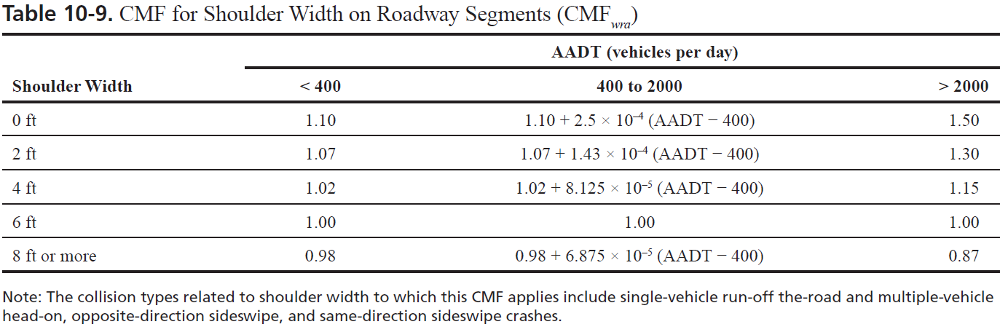 Table 10-9. CMF for Shoulder Width on Roadway Segments (CMF_wra)
AADT (vehicles per day)
Shoulder Width < 400 400 to 2000 > 2000
0 ft 1.10 1.10 + 2.5 × 10⁻⁴ (AADT − 400) 1.50
2 ft 1.07 1.07 + 1.43 × 10⁻⁴ (AADT − 400) 1.30
4 ft 1.02 1.02 + 8.125 × 10⁻⁵ (AADT − 400) 1.15
6 ft 1.00 1.00 1.00
8 ft or more 0.98 0.98 + 6.875 × 10⁻⁵ (AADT − 400) 0.87
Note: The collision types related to shoulder width to which this CMF applies include single-vehicle run-off the-road and multiple-vehicle
head-on, opposite-direction sideswipe, and same-direction sideswipe crashes.